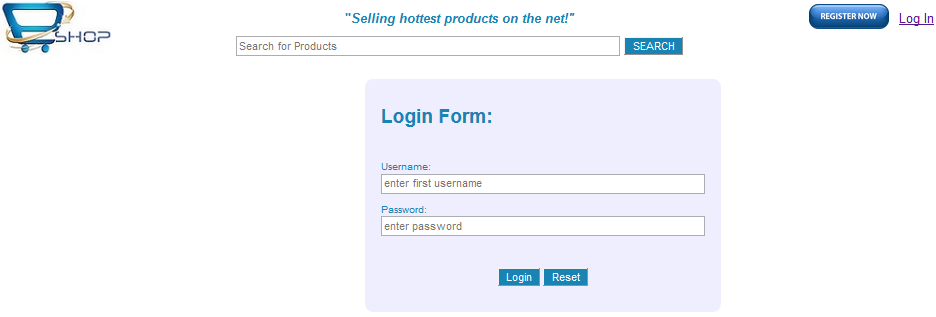 SHOP
"Selling hottest products on the net!"
REGISTER NOW
Log In
Search for Products
SEARCH
Login Form:
Username:
enter first username
Password:
enter password
Login
Reset